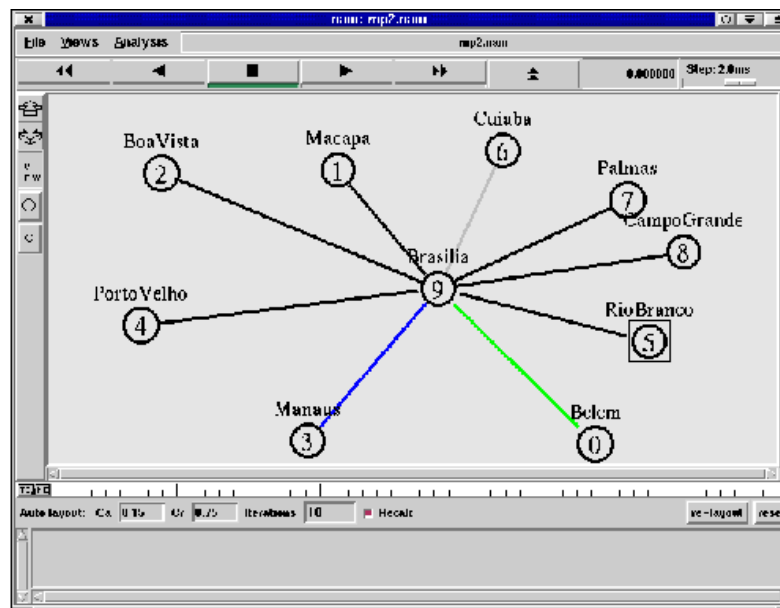 nam: mp2.nam
File Views Analysis mp2.nam
0.000000 Step: 2.0ms
Cuiaba
6
Macapa
1
BoaVista
2
Palmas
7
CampoGrande
8
Brasilia
9
PortoVelho
4
RioBranco
5
Manaus
3
Belem
0
Auto layout: Ca 0.15 Cr 0.75 Iterations 10 Recalc re-layout rese